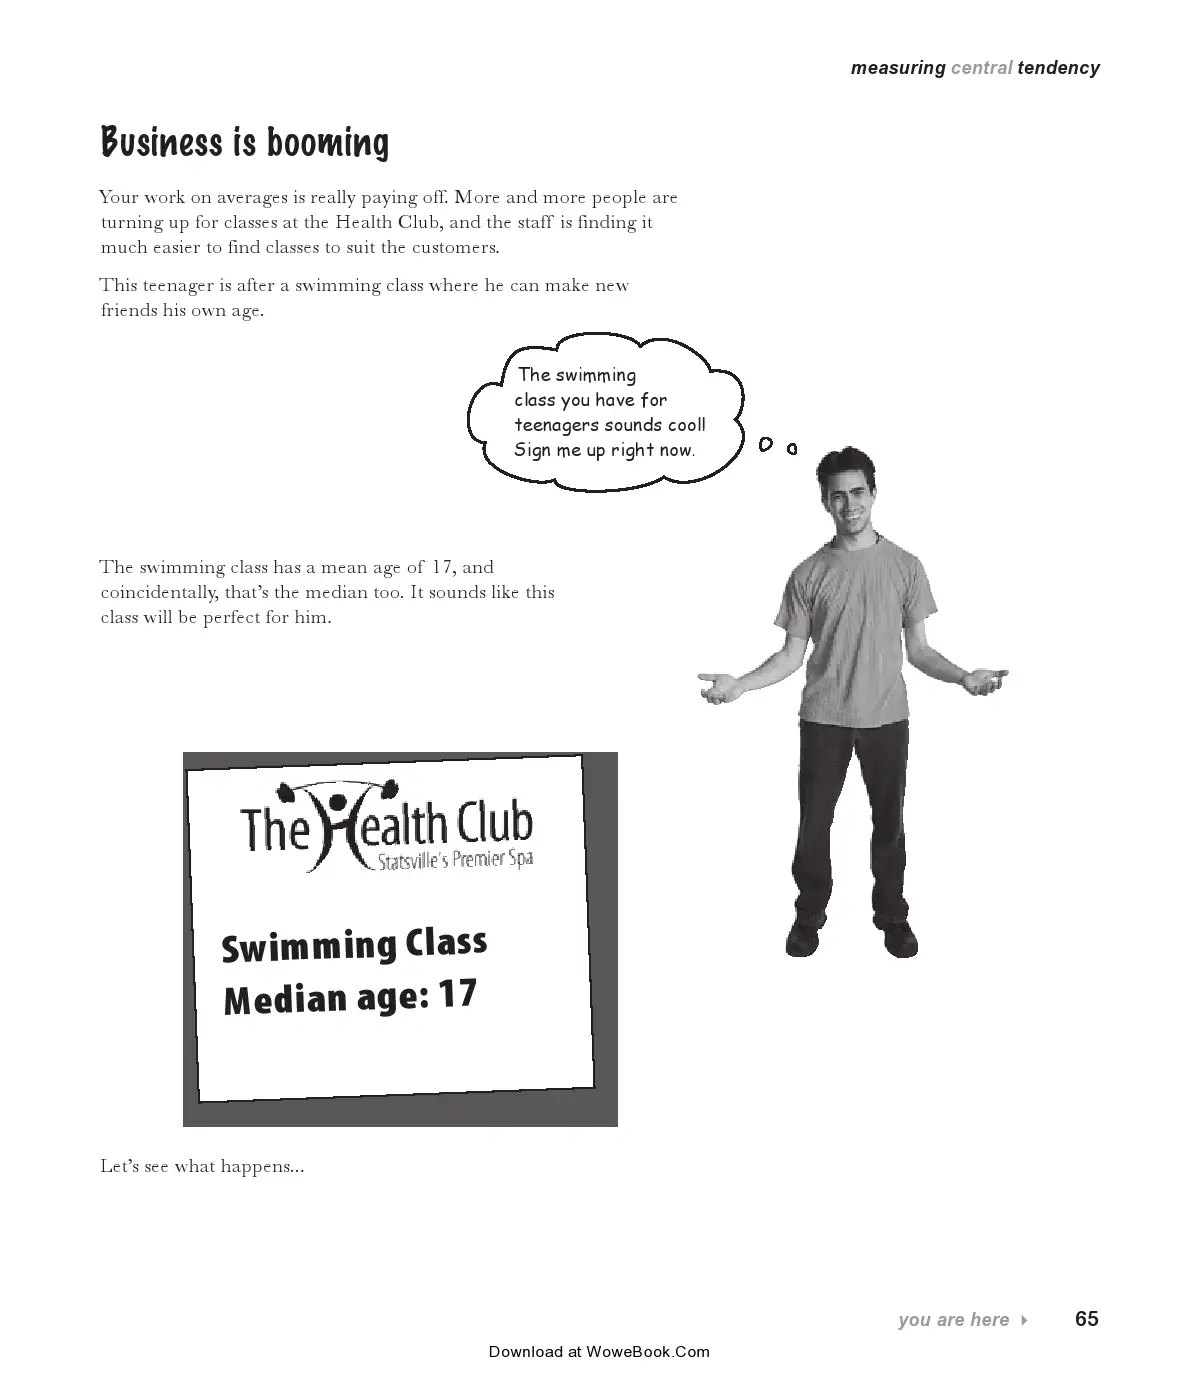 measuring central tendency
Business is booming
Your work on averages is really paying off. More and more people are
turning up for classes at the Health Club, and the staff is finding it
much easier to find classes to suit the customers.
This teenager is after a swimming class where he can make new
friends his own age.
The swimming
class you have for
teenagers sounds cool!
Sign me up right now.
The swimming class has a mean age of 17, and
coincidentally, that's the median too. It sounds like this
class will be perfect for him.
The Health Club
Statsville's Premier Spa
Swimming Class
Median age: 17
Let's see what happens...
you are here
65
Download at WoweBook.Com